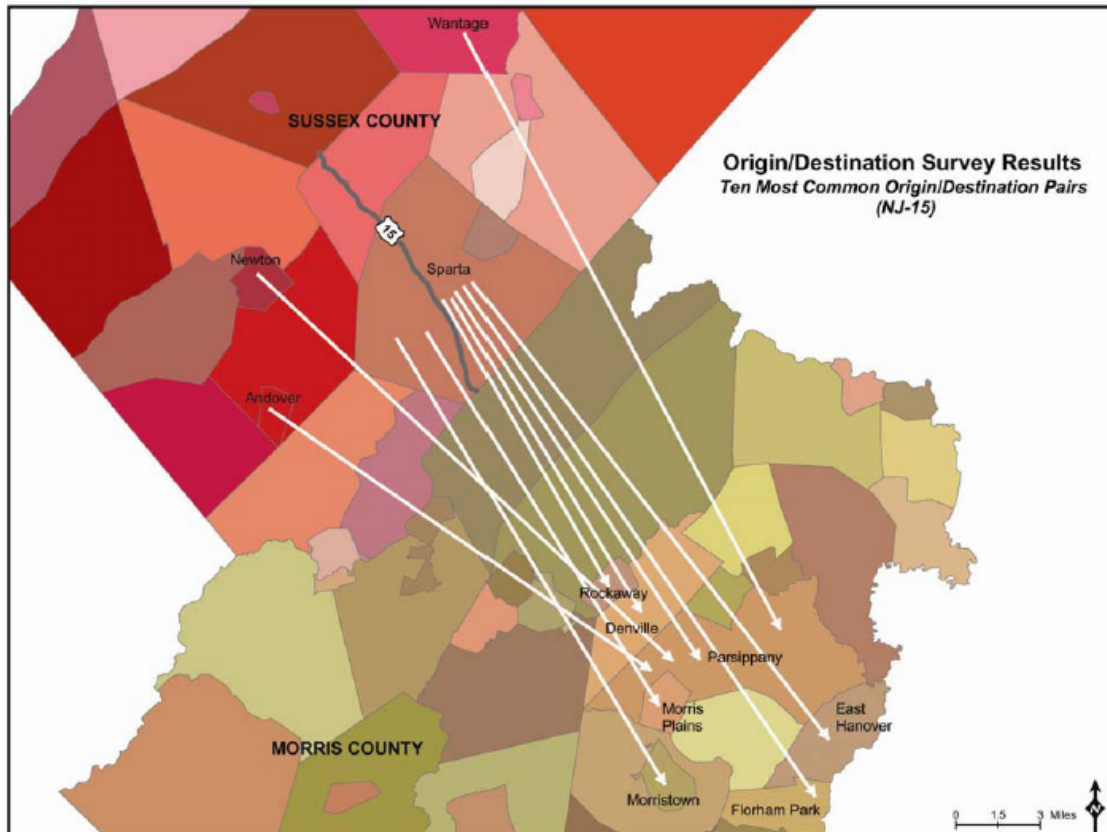 Wantage
SUSSEX COUNTY
Origin/Destination Survey Results
Ten Most Common Origin/Destination Pairs
(NJ-15)
15
Newton
Sparta
Andover
Rockaway
Denville
Parsippany
Morris
Plains
East
Hanover
MORRIS COUNTY
Morristown
Florham Park
0 1.5 3 Miles
N